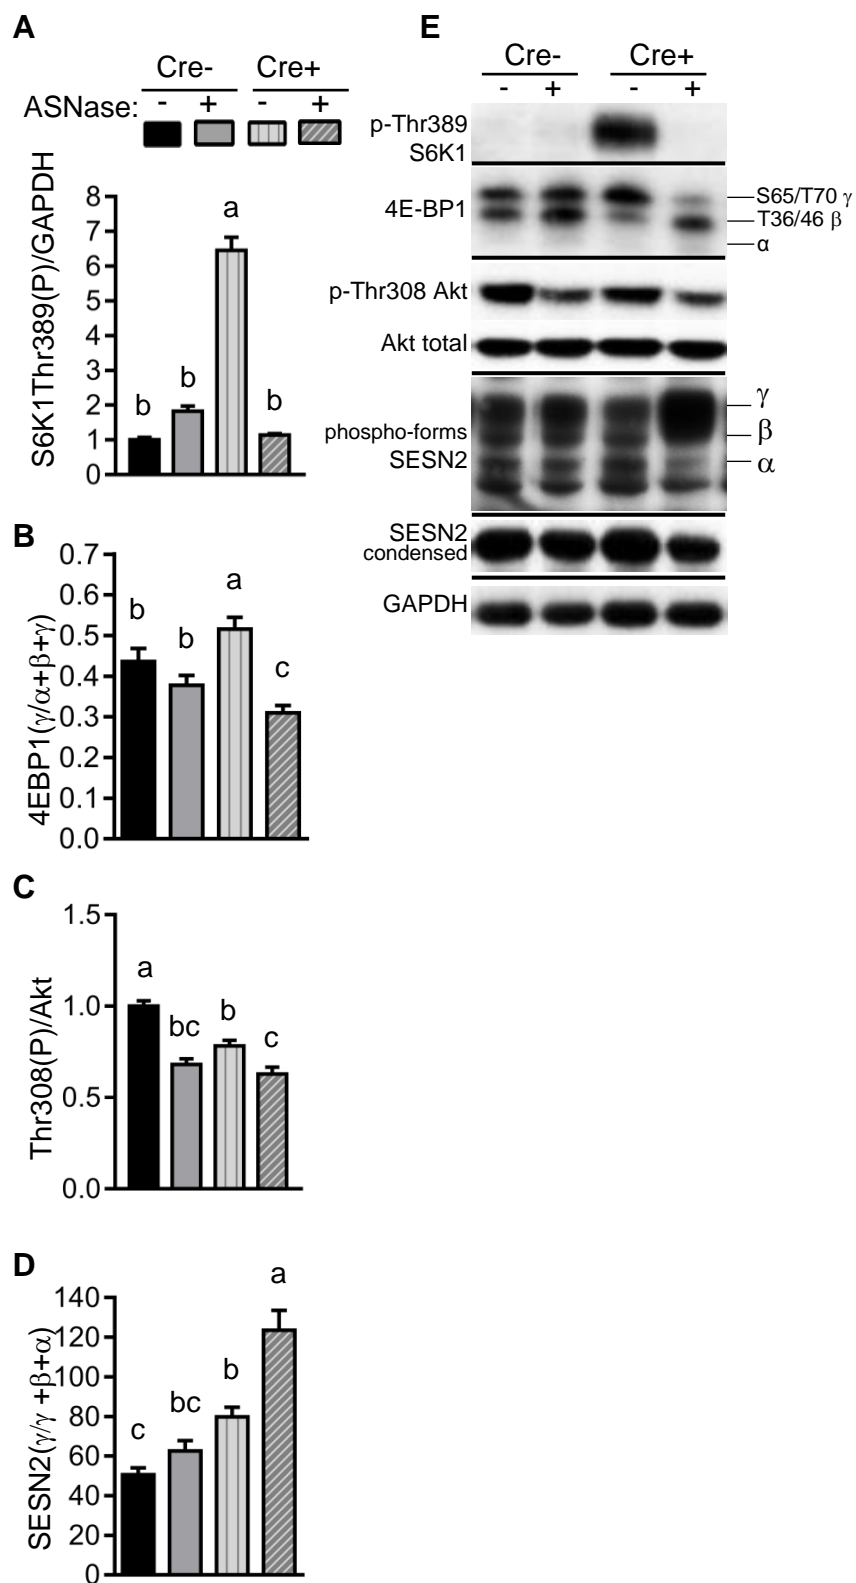 A
Cre- Cre+
ASNase: - + - +
S6K1Thr389(P)/GAPDH
8
7
6
5
4
3
2
1
0
b b a b
B
4EBP1(γ/α+β+γ)
0.7
0.6
0.5
0.4
0.3
0.2
0.1
0.0
b b a c
C
Thr308(P)/Akt
1.5
1.0
0.5
0.0
a bc b c
D
SESN2(γ/γ +β+α)
140
120
100
80
60
40
20
0
c bc b a
E
Cre- Cre+
- + - +
p-Thr389
S6K1
4E-BP1
S65/T70 γ
T36/46 β
α
p-Thr308 Akt
Akt total
phospho-forms
SESN2
γ
β
α
SESN2
condensed
GAPDH